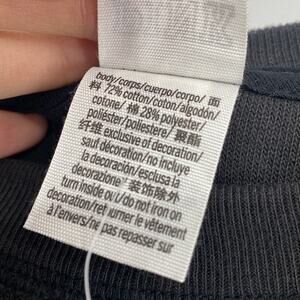 body/corps/cuerpo/corpo/ 面
料 72% cotton/coton/algodón/
cotone/ 棉 28% polyester/
polyester/poliéster/poliestere/ 聚酯
纤维 exclusive of decoration/
sauf décoration/no incluye
la decoración/esclusa la
decorazione/ 装饰除外
turn inside out/do not iron on
decoration/retourner le vêtement
à l'envers/ne pas repasser sur